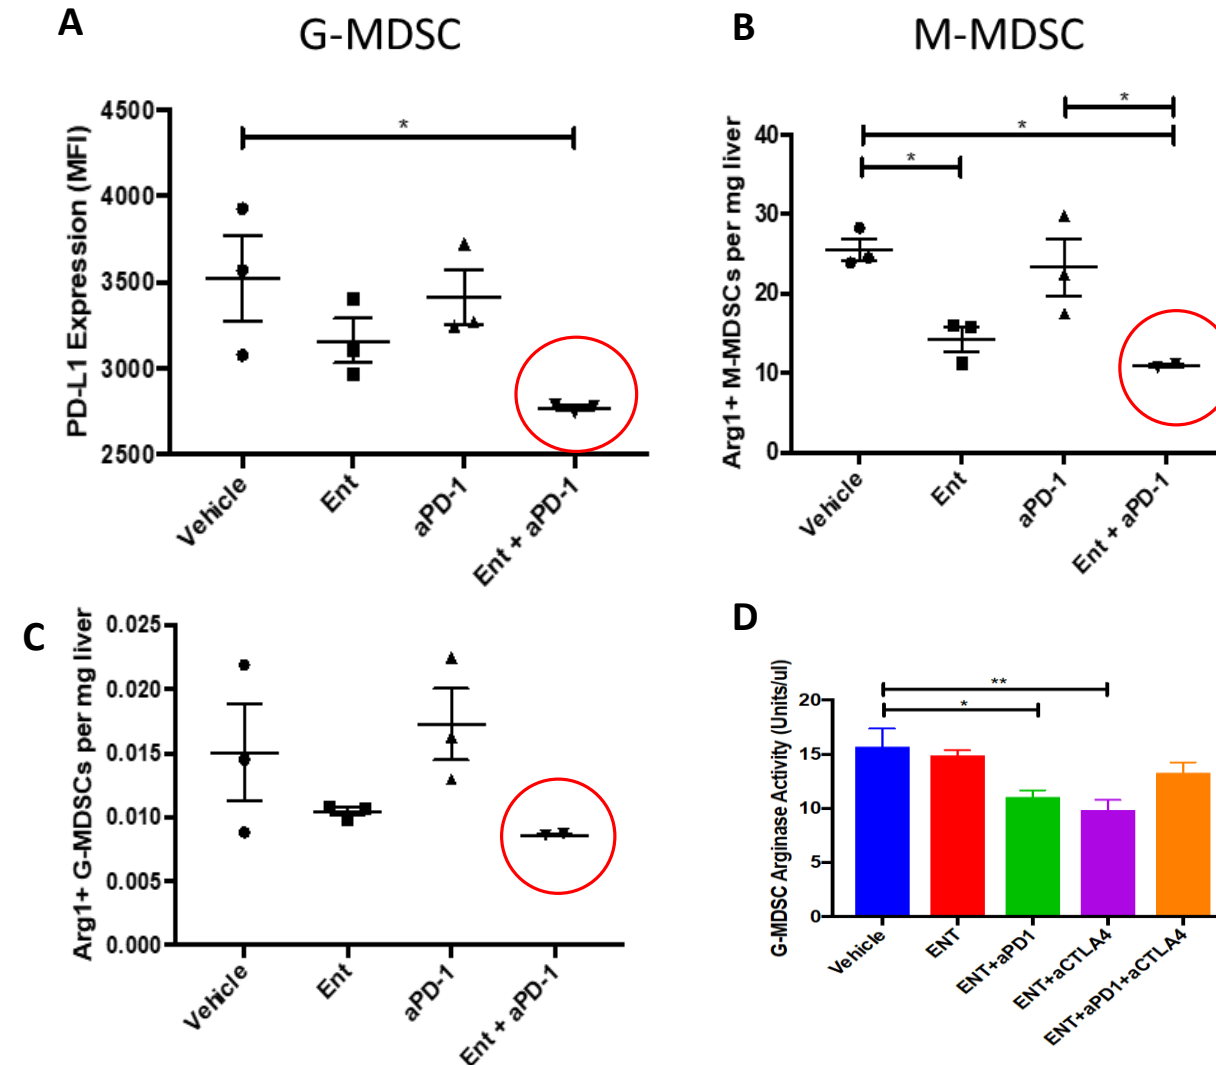 A
G-MDSC
PD-L1 Expression (MFI)
4500
4000
3500
3000
2500
*
Vehicle
Ent
aPD-1
Ent + aPD-1
B
M-MDSC
Arg1+ M-MDSCs per mg liver
40
30
20
10
0
*
*
*
Vehicle
Ent
aPD-1
Ent + aPD-1
C
Arg1+ G-MDSCs per mg liver
0.025
0.020
0.015
0.010
0.005
0.000
Vehicle
Ent
aPD-1
Ent + aPD-1
D
G-MDSC Arginase Activity (Units/ul)
20
15
10
5
0
**
*
Vehicle
ENT
ENT+aPD1
ENT+aCTLA4
ENT+aPD1+aCTLA4